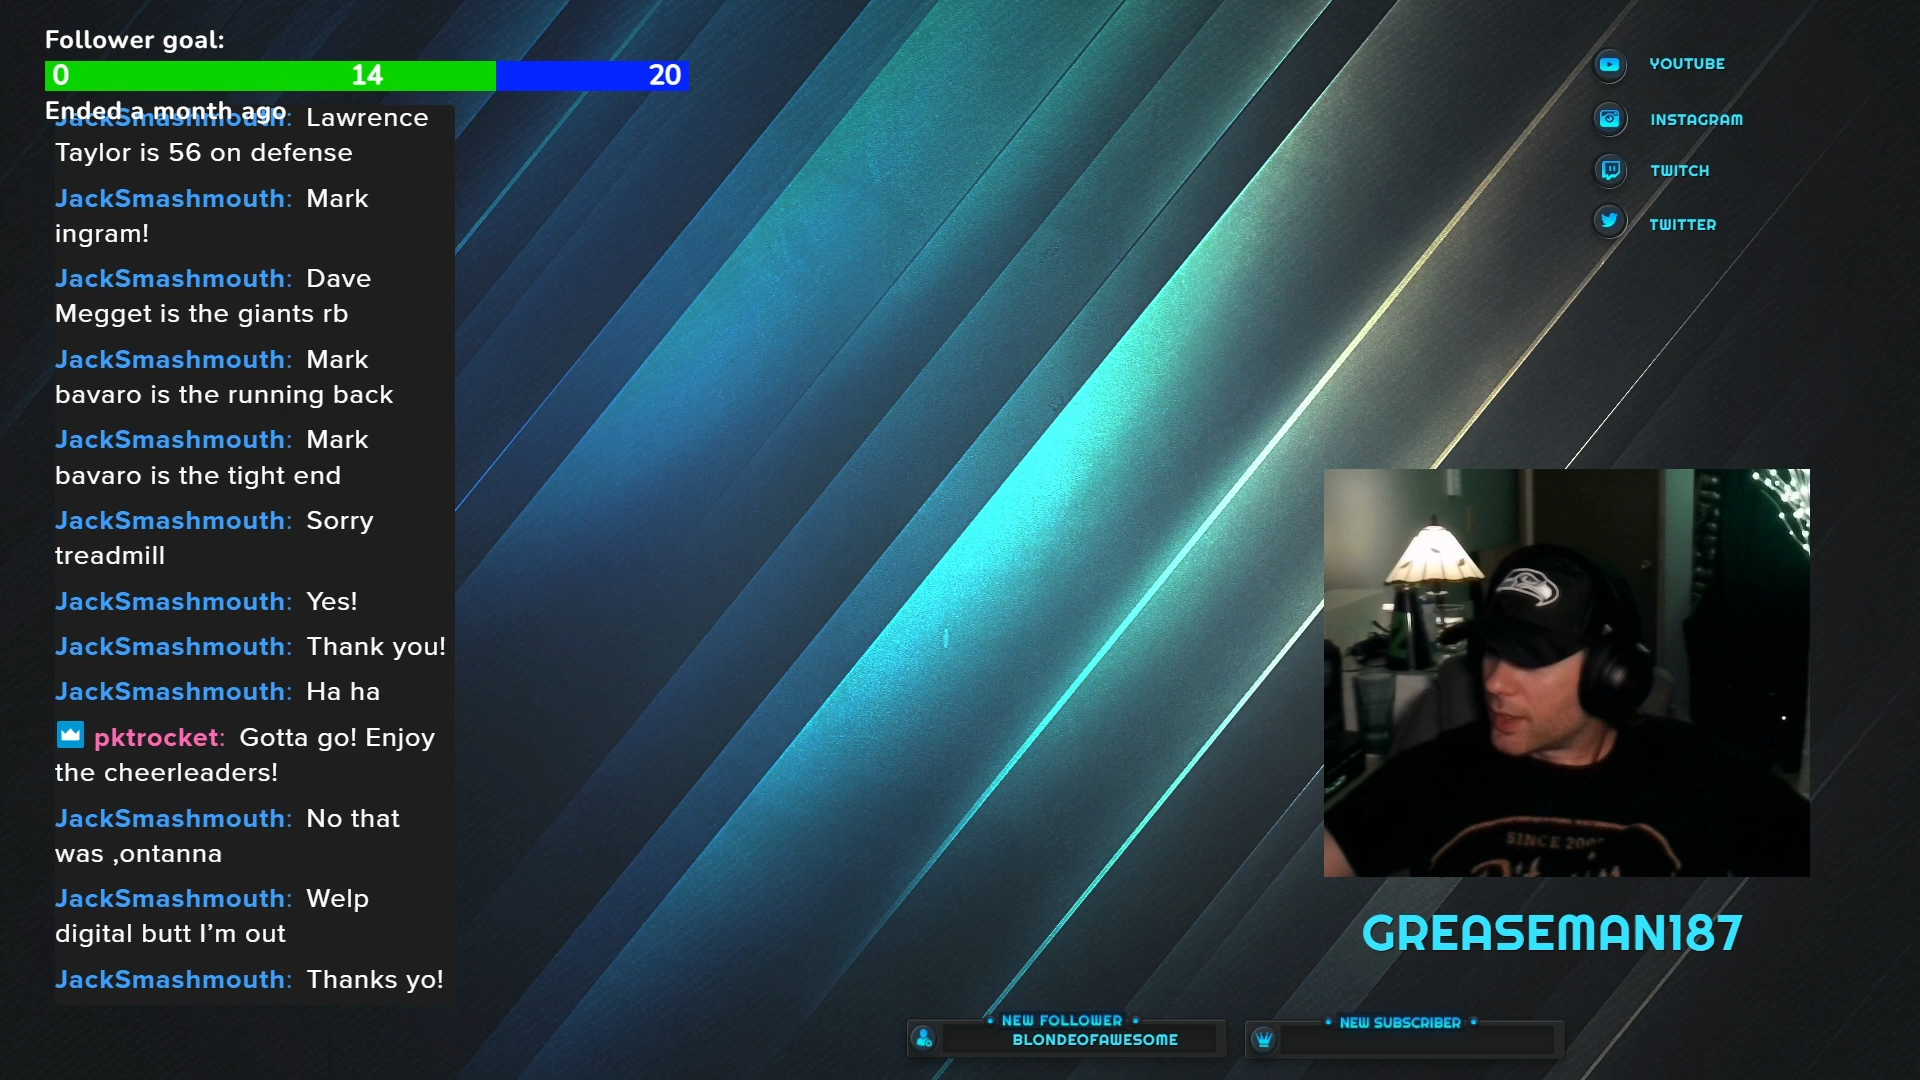 Follower goal:
0 14 20
Ended a month ago
JackSmashmouth: Lawrence
Taylor is 56 on defense
JackSmashmouth: Mark
ingram!
JackSmashmouth: Dave
Megget is the giants rb
JackSmashmouth: Mark
bavaro is the running back
JackSmashmouth: Mark
bavaro is the tight end
JackSmashmouth: Sorry
treadmill
JackSmashmouth: Yes!
JackSmashmouth: Thank you!
JackSmashmouth: Ha ha
pktrocket: Gotta go! Enjoy
the cheerleaders!
JackSmashmouth: No that
was ,ontanna
JackSmashmouth: Welp
digital butt I’m out
JackSmashmouth: Thanks yo!
YOUTUBE
INSTAGRAM
TWITCH
TWITTER
SINCE
GREASEMAN187
NEW FOLLOWER
BLONDEOFAWESOME
NEW SUBSCRIBER